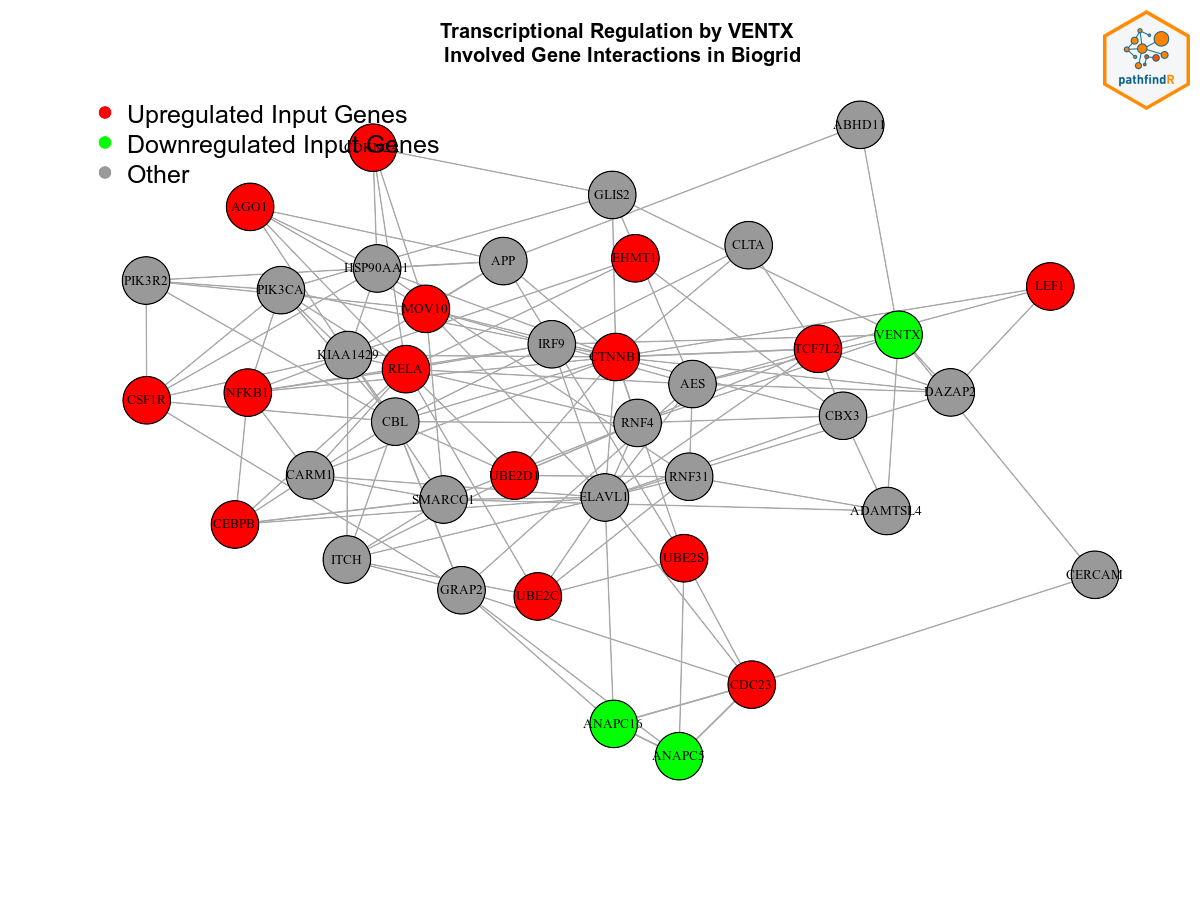 Transcriptional Regulation by VENTX
Involved Gene Interactions in Biogrid
pathfindR
Upregulated Input Genes
Downregulated Input Genes
Other
ABHD11
GLIS2
AGO1
CLTA
EHMT1
APP
HSP90AA1
PIK3R2
PIK3CA
LEF1
MOV10
VENTX
IRF9
TCF7L2
KIAA1429
CTNNB1
RELA
AES
DAZAP2
NFKB1
CSF1R
CBX3
CBL
RNF4
CARM1
UBE2D1
RNF31
SMARCC1
ELAVL1
ADAMTSL4
CEBPB
ITCH
UBE2S
CERCAM
GRAP2
UBE2C
CDC23
ANAPC16
ANAPC5